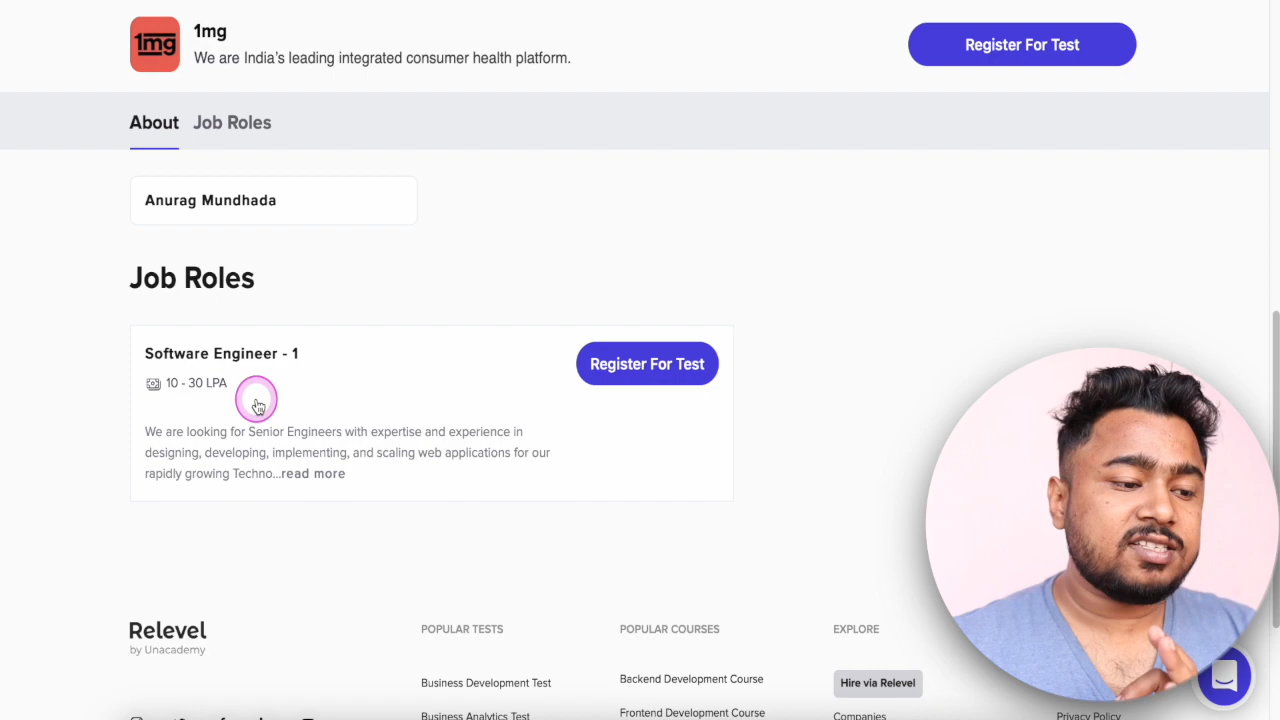 1mg
1mg
We are India's leading integrated consumer health platform.
Register For Test
About
Job Roles
Anurag Mundhada
Job Roles
Software Engineer - 1
10 - 30 LPA
Register For Test
We are looking for Senior Engineers with expertise and experience in
designing, developing, implementing, and scaling web applications for our
rapidly growing Techno...read more
Relevel
by Unacademy
POPULAR TESTS
Business Development Test
Business Analytics Test
POPULAR COURSES
Backend Development Course
Frontend Development Course
EXPLORE
Hire via Relevel
Companies
Privacy Policy